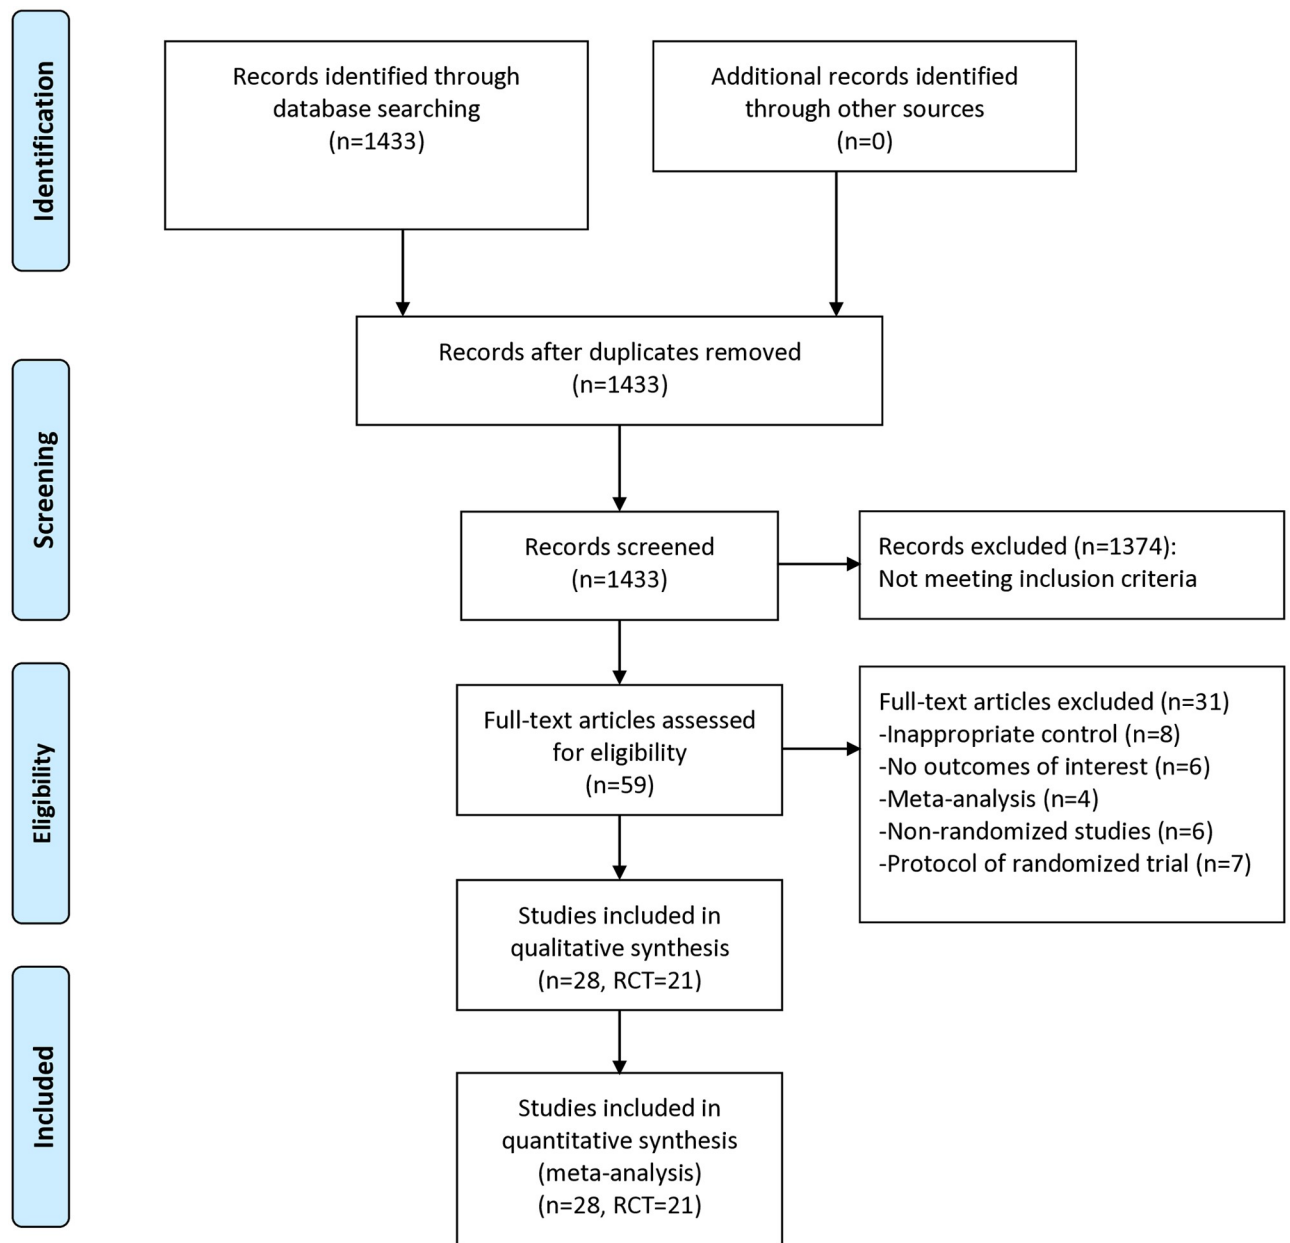 Identification
Records identified through
database searching
(n=1433)
Additional records identified
through other sources
(n=0)
Records after duplicates removed
(n=1433)
Screening
Records screened
(n=1433)
Records excluded (n=1374):
Not meeting inclusion criteria
Eligibility
Full-text articles assessed
for eligibility
(n=59)
Full-text articles excluded (n=31)
-Inappropriate control (n=8)
-No outcomes of interest (n=6)
-Meta-analysis (n=4)
-Non-randomized studies (n=6)
-Protocol of randomized trial (n=7)
Studies included in
qualitative synthesis
(n=28, RCT=21)
Included
Studies included in
quantitative synthesis
(meta-analysis)
(n=28, RCT=21)